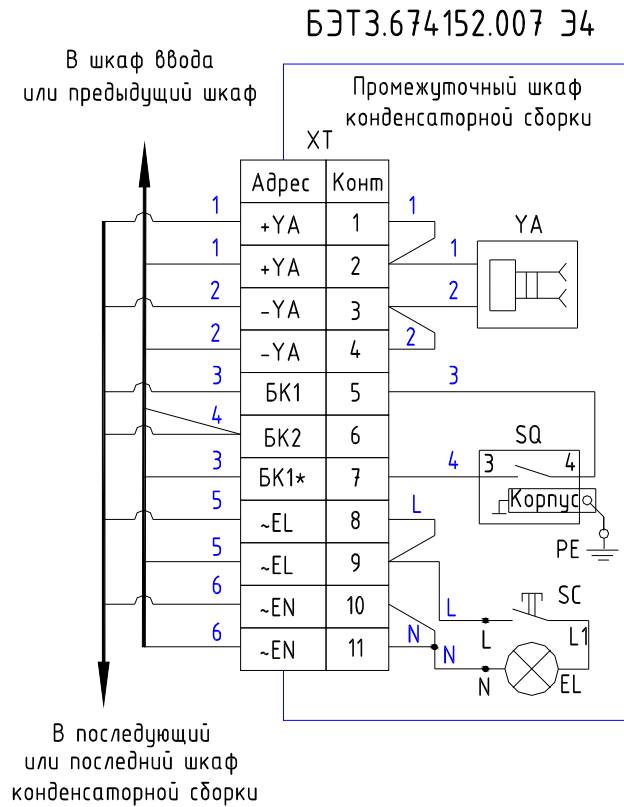 БЭТ3.674152.007 Э4
В шкаф ввода
или предыдущий шкаф
Промежуточный шкаф
конденсаторной сборки
XT
Адрес Конт
1 +YA 1 1
YA
1 +YA 2 1
2 -YA 3 2
2 -YA 4 2
3 БК1 5 3
4 БК2 6
SQ
3 БК1* 7 4 3 4
Корпус
5 ~EL 8 L
PE
5 ~EL 9
6 ~EN 10 L L SC L1
6 ~EN 11 N N
N EL
В последующий
или последний шкаф
конденсаторной сборки